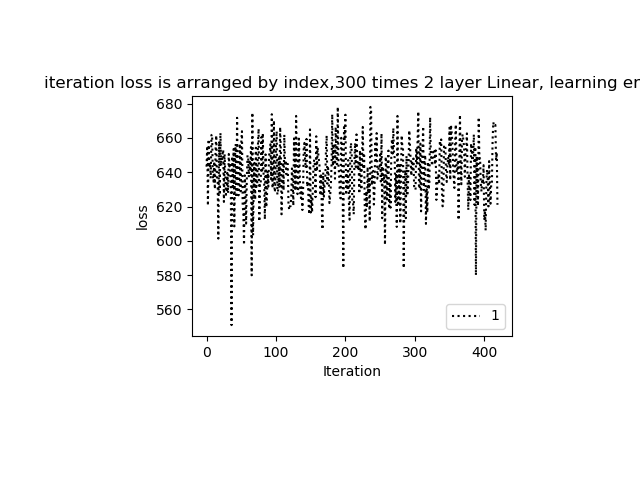 iteration loss is arranged by index,300 times 2 layer Linear, learning er
680
660
640
620
600
580
560
loss
1
0 100 200 300 400
Iteration